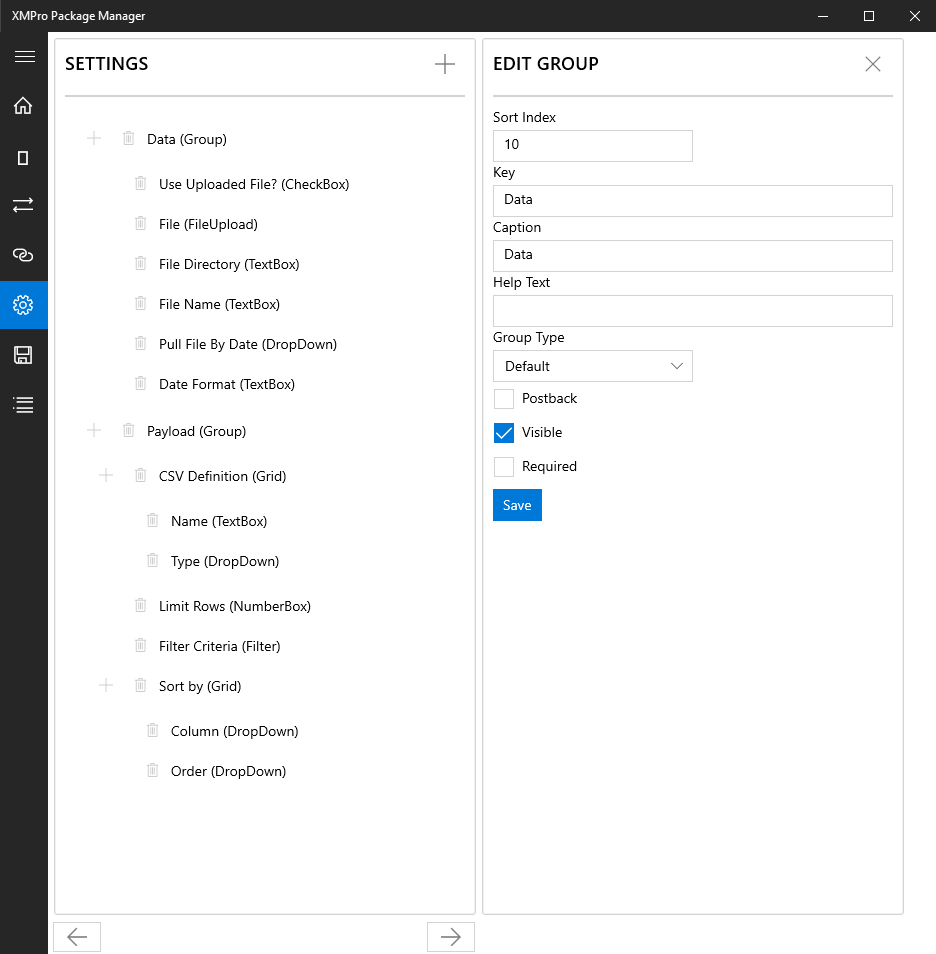 XMPro Package Manager
SETTINGS
Data (Group)
Use Uploaded File? (CheckBox)
File (FileUpload)
File Directory (TextBox)
File Name (TextBox)
Pull File By Date (DropDown)
Date Format (TextBox)
Payload (Group)
CSV Definition (Grid)
Name (TextBox)
Type (DropDown)
Limit Rows (NumberBox)
Filter Criteria (Filter)
Sort by (Grid)
Column (DropDown)
Order (DropDown)
EDIT GROUP
Sort Index
10
Key
Data
Caption
Data
Help Text
Group Type
Default
Postback
Visible
Required
Save